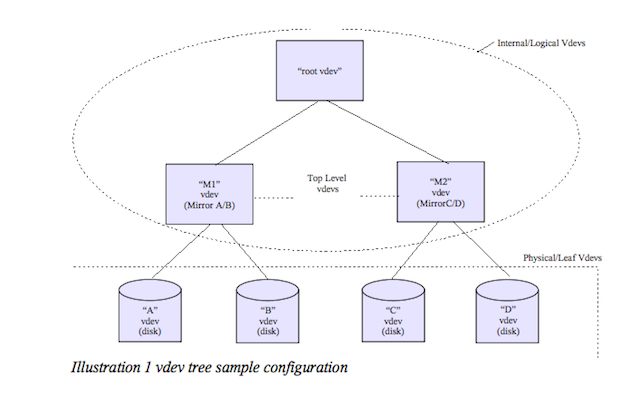 Internal/Logical Vdevs
“root vdev”
“M1”
vdev
(Mirror A/B)
Top Level
vdevs
“M2”
vdev
(MirrorC/D)
Physical/Leaf Vdevs
“A”
vdev
(disk)
“B”
vdev
(disk)
“C”
vdev
(disk)
“D”
vdev
(disk)
Illustration 1 vdev tree sample configuration